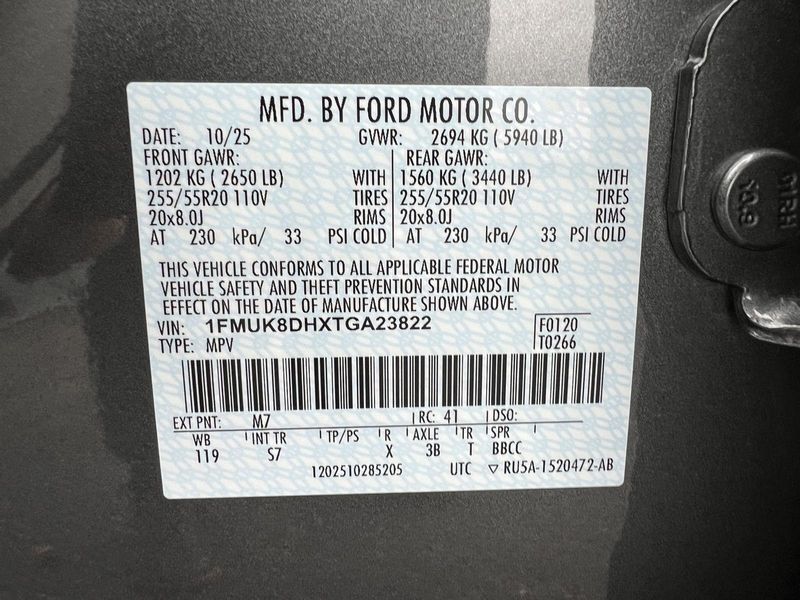 MFD. BY FORD MOTOR CO.
DATE: 10/25 GVWR: 2694 KG ( 5940 LB)
FRONT GAWR: REAR GAWR:
1202 KG ( 2650 LB) WITH 1560 KG ( 3440 LB) WITH
255/55R20 110V TIRES 255/55R20 110V TIRES
20x8.0J RIMS 20x8.0J RIMS
AT 230 kPa/ 33 PSI COLD AT 230 kPa/ 33 PSI COLD
THIS VEHICLE CONFORMS TO ALL APPLICABLE FEDERAL MOTOR
VEHICLE SAFETY AND THEFT PREVENTION STANDARDS IN
EFFECT ON THE DATE OF MANUFACTURE SHOWN ABOVE.
VIN: 1FMUK8DHXTGA23822 F0120
TYPE: MPV T0266
EXT PNT: M7 RC: 41 DSO:
WB INT TR TP/PS R AXLE TR SPR
119 S7 X 3B T BBCC
1202510285205 UTC ▽ RU5A-1520472-AB